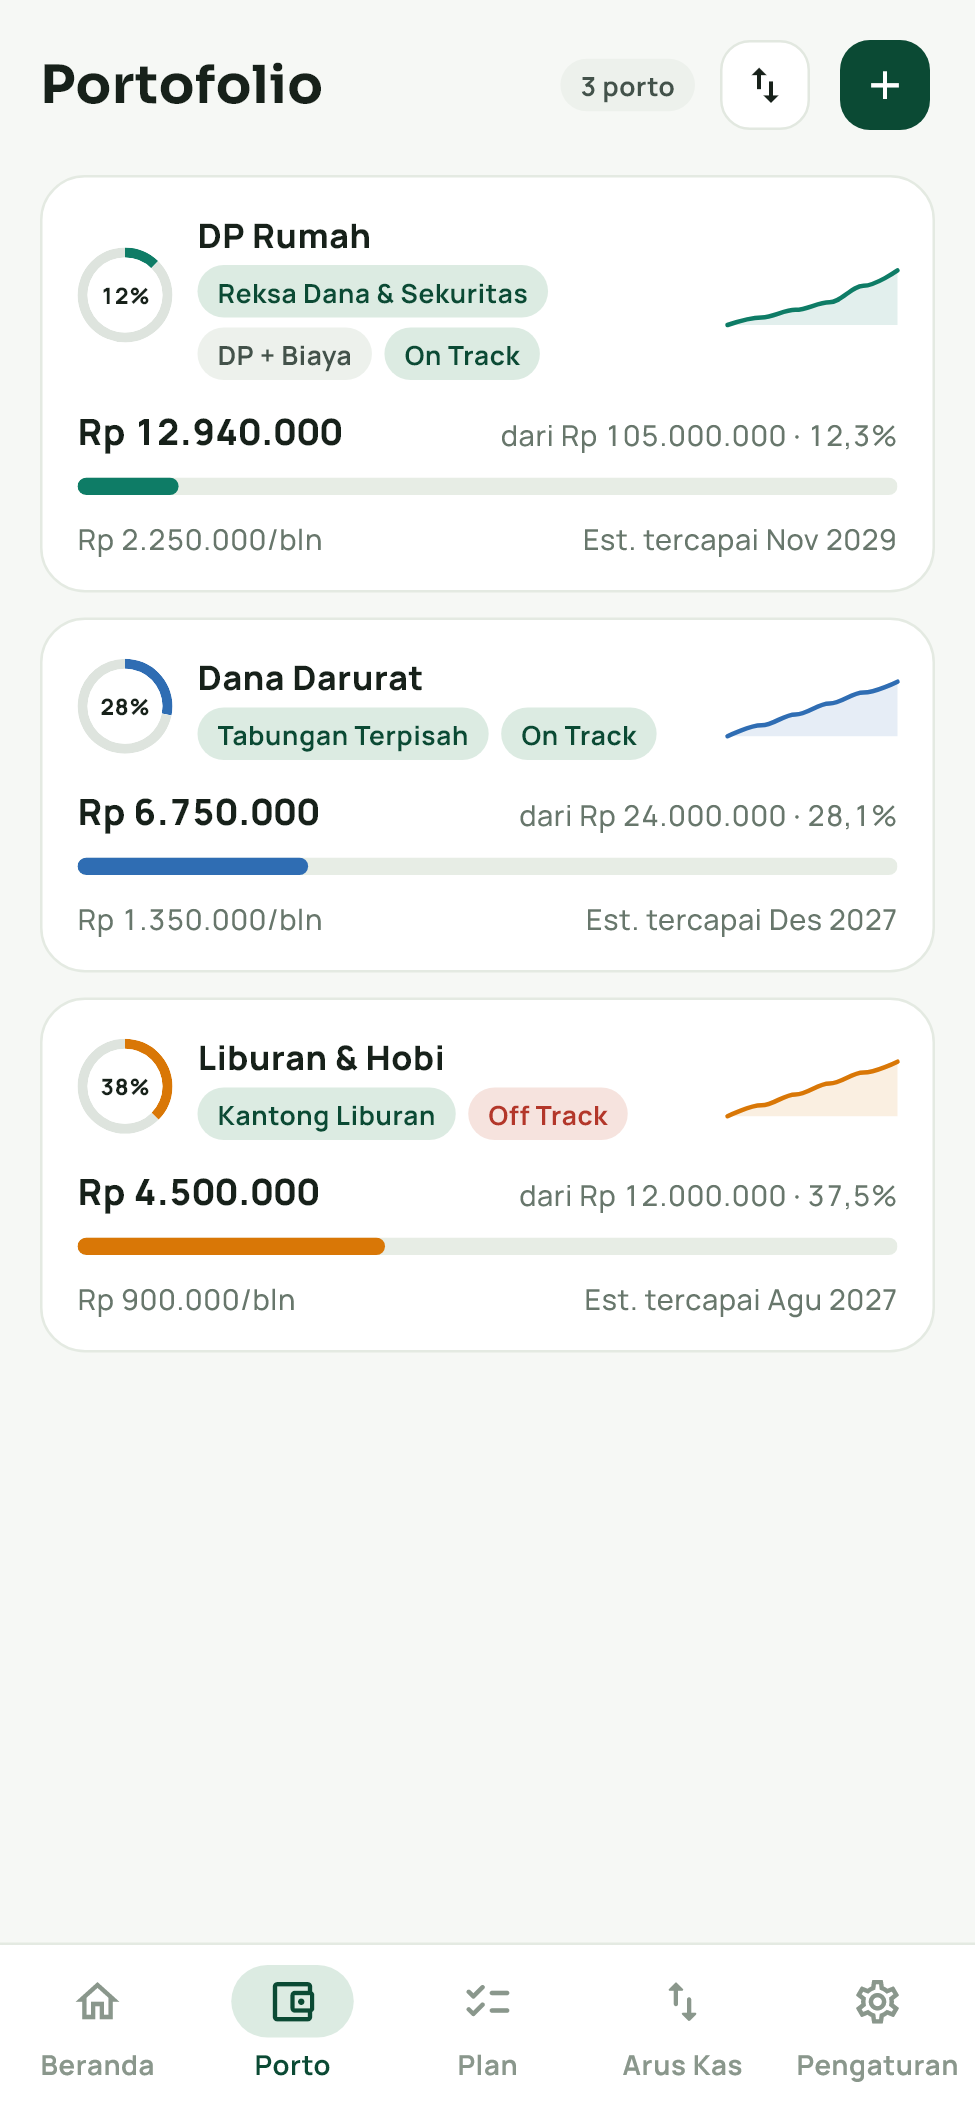 Portofolio
3 porto
DP Rumah
12%
Reksa Dana & Sekuritas
DP + Biaya
On Track
Rp 12.940.000
dari Rp 105.000.000 · 12,3%
Rp 2.250.000/bln
Est. tercapai Nov 2029
Dana Darurat
28%
Tabungan Terpisah
On Track
Rp 6.750.000
dari Rp 24.000.000 · 28,1%
Rp 1.350.000/bln
Est. tercapai Des 2027
Liburan & Hobi
38%
Kantong Liburan
Off Track
Rp 4.500.000
dari Rp 12.000.000 · 37,5%
Rp 900.000/bln
Est. tercapai Agu 2027
Beranda
Porto
Plan
Arus Kas
Pengaturan